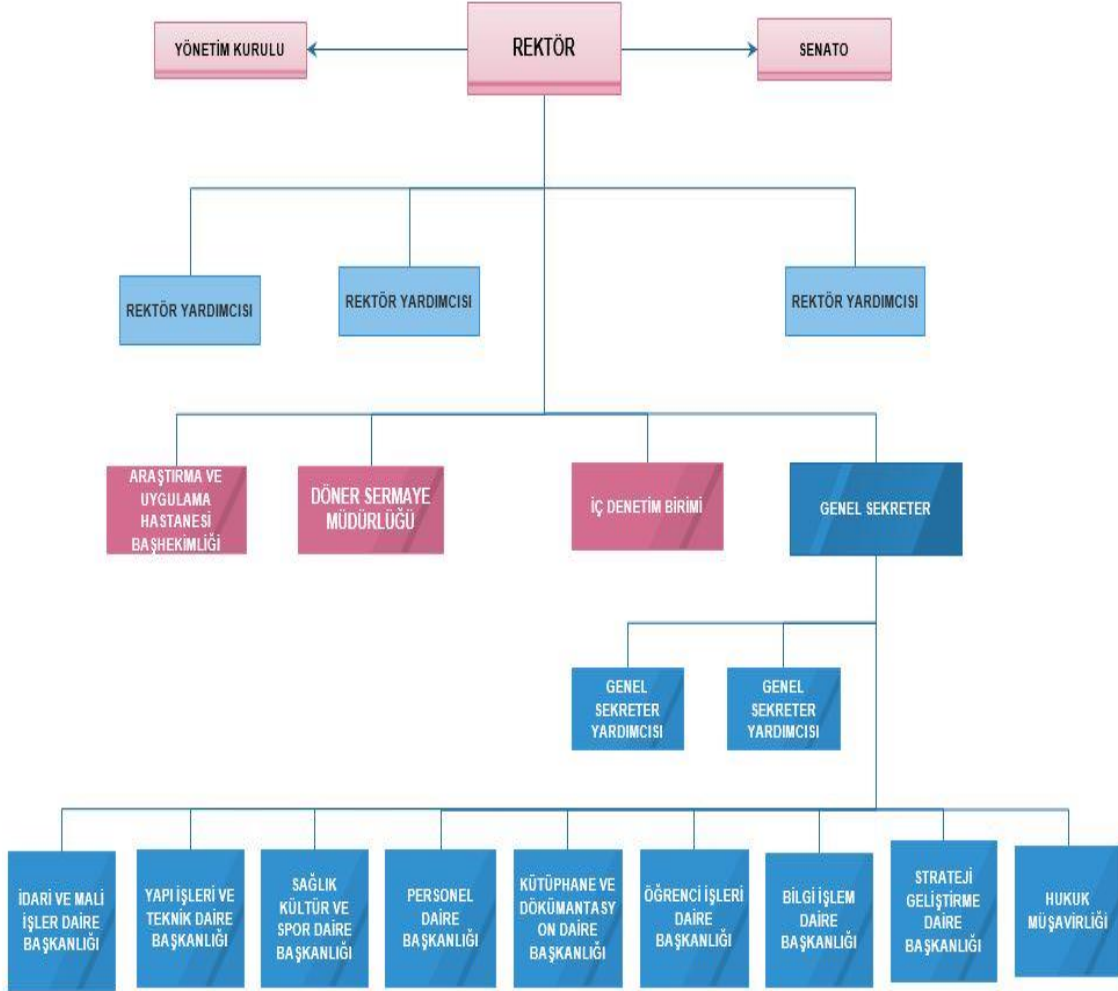 YÖNETİM KURULU
REKTÖR
SENATO
REKTÖR YARDIMCISI
REKTÖR YARDIMCISI
REKTÖR YARDIMCISI
ARAŞTIRMA VE
UYGULAMA
HASTANESİ
BAŞHEKİMLİĞİ
DÖNER SERMAYE
MÜDÜRLÜĞÜ
İÇ DENETİM BİRİMİ
GENEL SEKRETER
GENEL
SEKRETER
YARDIMCISI
GENEL
SEKRETER
YARDIMCISI
İDARİ VE MALİ
İŞLER DAİRE
BAŞKANLIĞI
YAPI İŞLERİ VE
TEKNİK DAİRE
BAŞKANLIĞI
SAĞLIK
KÜLTÜR VE
SPOR DAİRE
BAŞKANLIĞI
PERSONEL
DAİRE
BAŞKANLIĞI
KÜTÜPHANE VE
DÖKÜMANTASY
ON DAİRE
BAŞKANLIĞI
ÖĞRENCİ İŞLERİ
DAİRE
BAŞKANLIĞI
BİLGİ İŞLEM
DAİRE
BAŞKANLIĞI
STRATEJİ
GELİŞTİRME
DAİRE
BAŞKANLIĞI
HUKUK
MÜŞAVİRLİĞİ